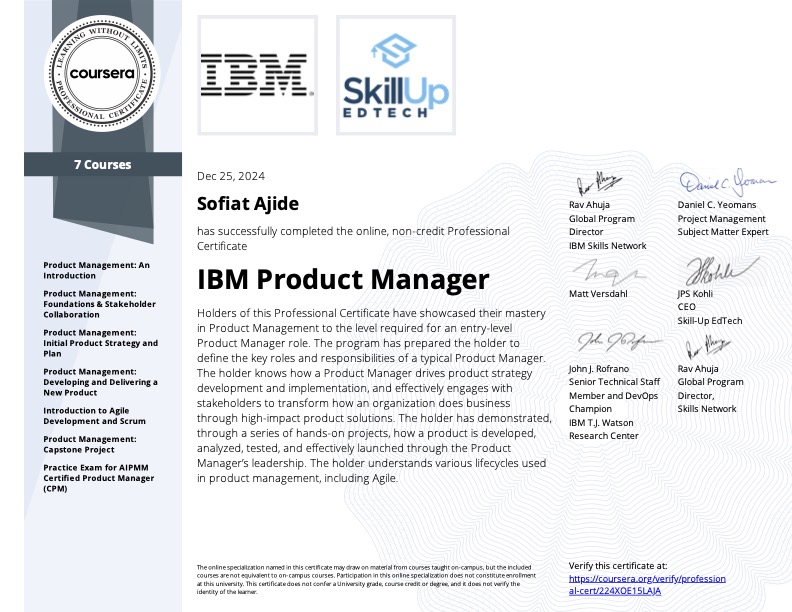 LEARNING WITHOUT LIMITS
coursera
PROFESSIONAL CERTIFICATE
7 Courses
Product Management: An
Introduction
Product Management:
Foundations & Stakeholder
Collaboration
Product Management:
Initial Product Strategy and
Plan
Product Management:
Developing and Delivering a
New Product
Introduction to Agile
Development and Scrum
Product Management:
Capstone Project
Practice Exam for AIPMM
Certified Product Manager
(CPM)
IBM
SkillUp
EDTECH
Dec 25, 2024
Sofiat Ajide
has successfully completed the online, non-credit Professional
Certificate
IBM Product Manager
Holders of this Professional Certificate have showcased their mastery
in Product Management to the level required for an entry-level
Product Manager role. The program has prepared the holder to
define the key roles and responsibilities of a typical Product Manager.
The holder knows how a Product Manager drives product strategy
development and implementation, and effectively engages with
stakeholders to transform how an organization does business
through high-impact product solutions. The holder has demonstrated,
through a series of hands-on projects, how a product is developed,
analyzed, tested, and effectively launched through the Product
Manager's leadership. The holder understands various lifecycles used
in product management, including Agile.
The online specialization named in this certificate may draw on material from courses taught on-campus, but the included
courses are not equivalent to on-campus courses. Participation in this online specialization does not constitute enrollment
at this university. This certificate does not confer a University grade, course credit or degree, and it does not verify the
identity of the learner.
Rav Ahuja
Global Program
Director
IBM Skills Network
Daniel C. Yeoman
Daniel C. Yeomans
Project Management
Subject Matter Expert
Matt Versdahl
JPS Kohli
CEO
Skill-Up EdTech
John J. Rofrano
Senior Technical Staff
Member and DevOps
Champion
IBM T.J. Watson
Research Center
Rav Ahuja
Global Program
Director,
Skills Network
Verify this certificate at:
https://coursera.org/verify/profession
al-cert/224XOE15LAJA